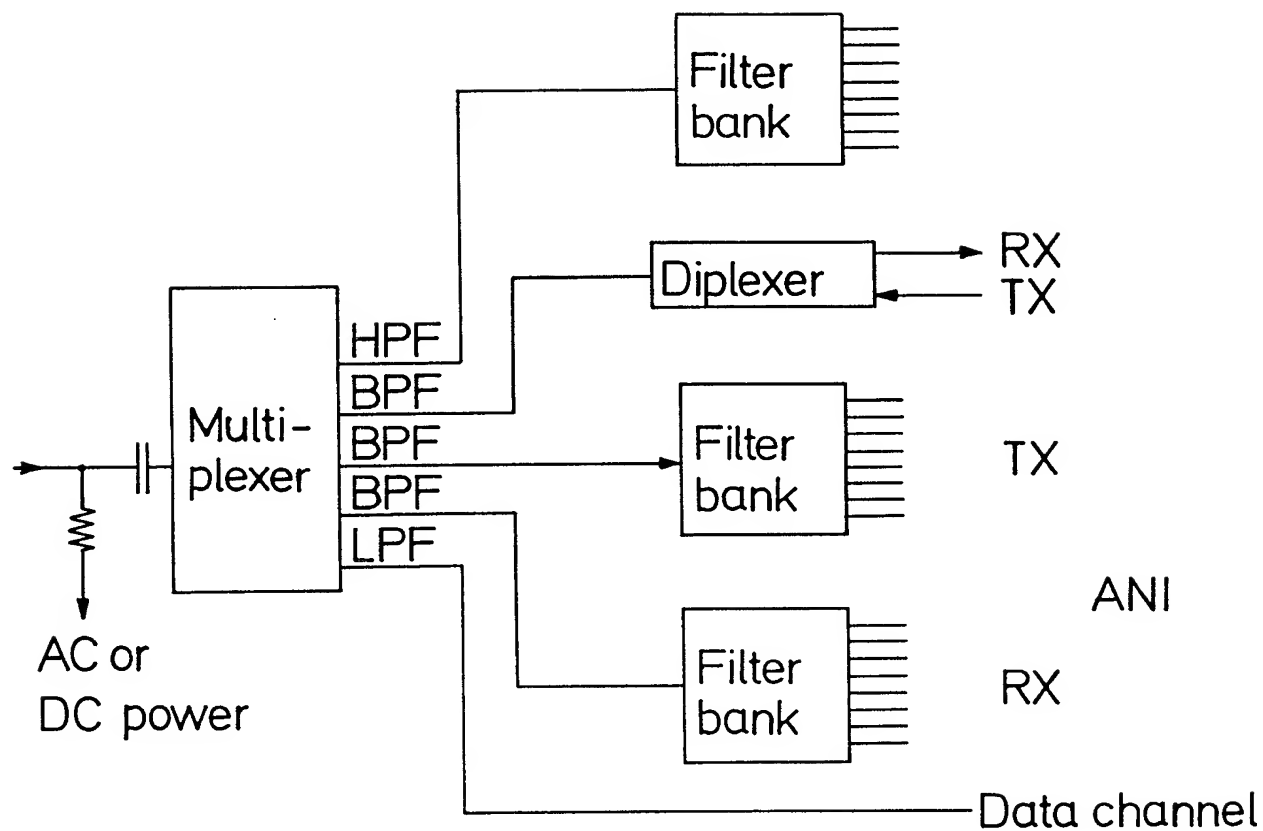 Filter
bank
RX
Diplexer
TX
HPF
BPF
Multi-
plexer
BPF
BPF
LPF
Filter
bank
TX
ANI
AC or
DC power
Filter
bank
RX
Data channel